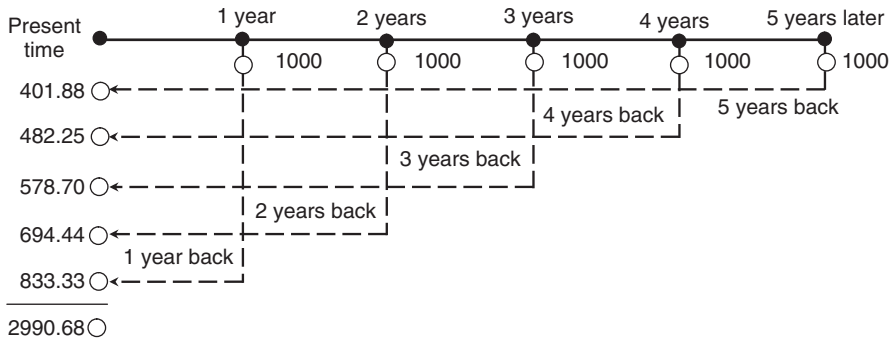 1 year
2 years
3 years
4 years
5 years later
Present
time
1000
1000
1000
1000
1000
401.88
5 years back
482.25
4 years back
578.70
3 years back
694.44
2 years back
833.33
1 year back
2990.68